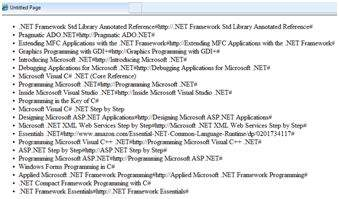 Untitled Page
• .NET Framework Std Library Annotated Reference#http://.NET Framework Std Library Annotated Reference#
• Pragmatic ADO.NET#http://Pragmatic ADO.NET#
• Extending MFC Applications with the .NET Framework#http://Extending MFC Applications with the .NET Framework#
• Graphics Programming with GDI+#http://Graphics Programming with GDI+#
• Introducing Microsoft .NET#http://Introducing Microsoft .NET#
• Debugging Applications for Microsoft .NET#http://Debugging Applications for Microsoft .NET#
• Microsoft Visual C# .NET (Core Reference)
• Programming Microsoft .NET#http://Programming Microsoft .NET#
• Inside Microsoft Visual Studio .NET#http://Inside Microsoft Visual Studio .NET#
• Programming in the Key of C#
• Microsoft Visual C# .NET Step by Step
• Designing Microsoft ASP.NET Applications#http://Designing Microsoft ASP.NET Applications#
• Microsoft .NET XML Web Services Step by Step#http://Microsoft .NET XML Web Services Step by Step#
• Essentials .NET#http://www.amazon.com/Essential-NET-Common-Language-Runtime/dp/0201734117#
• Programming Microsoft Visual C++ .NET#http://Programming Microsoft Visual C++ .NET#
• ASP.NET Step by Step#http://ASP.NET Step by Step#
• Programming Microsoft ASP.NET#http://Programming Microsoft ASP.NET#
• Windows Forms Programming in C#
• Applied Microsoft .NET Framework Programming#http://Applied Microsoft .NET Framework Programming#
• .NET Compact Framework Programming with C#
• .NET Framework Essentials#http://.NET Framework Essentials#